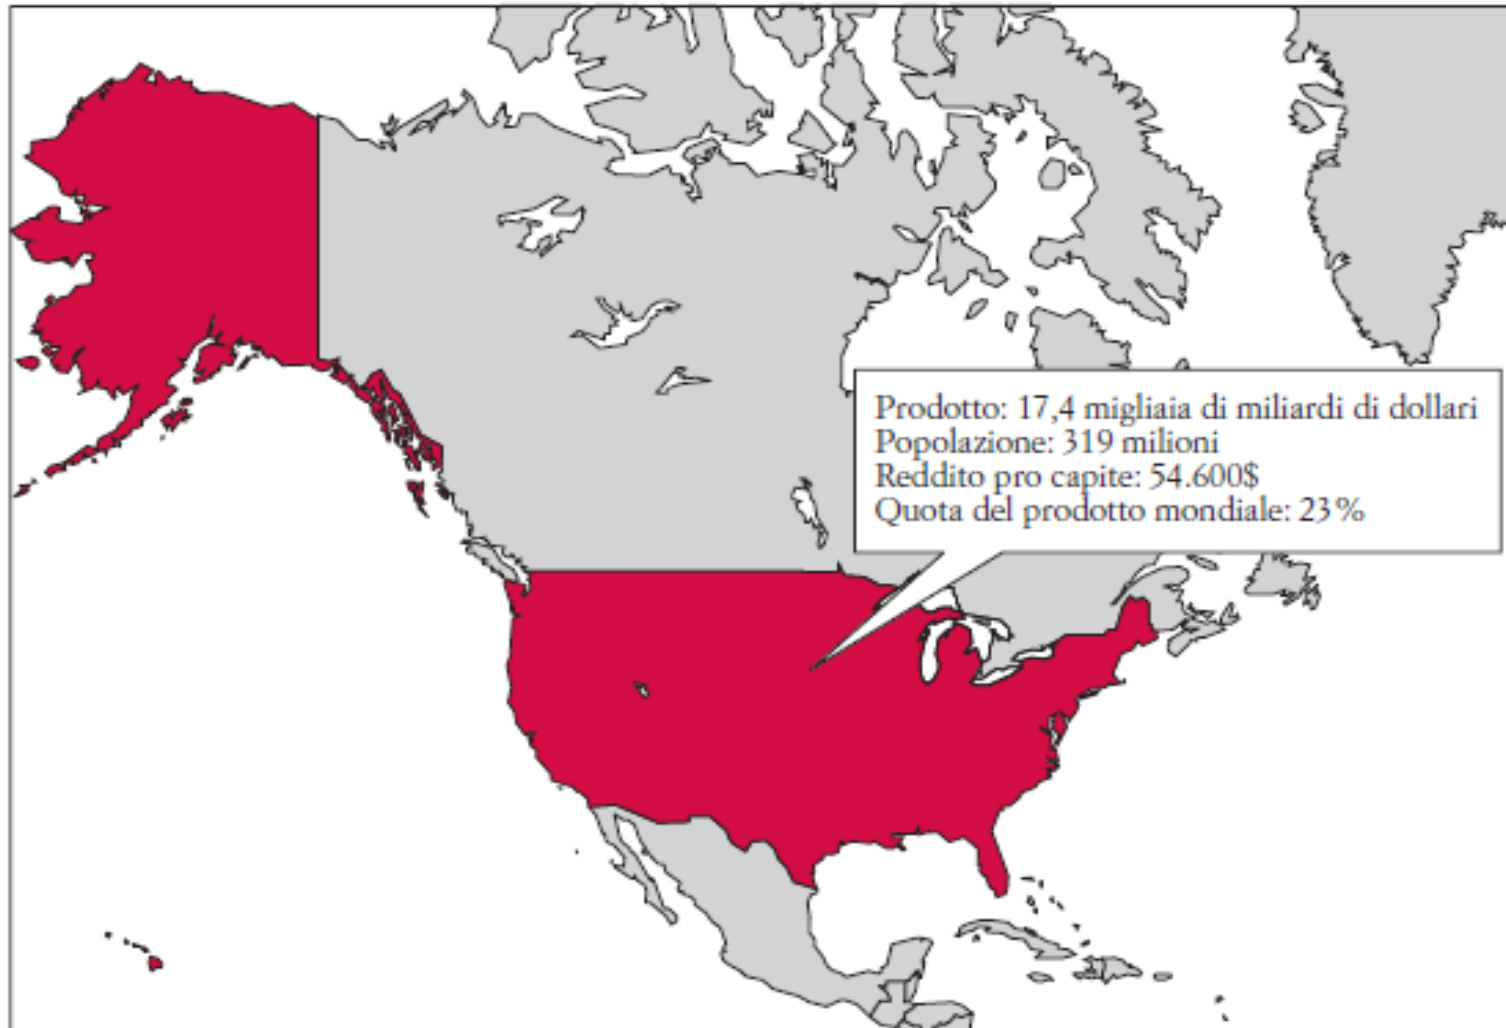 Prodotto: 17,4 migliaia di miliardi di dollari
Popolazione: 319 milioni
Reddito pro capite: 54.600$
Quota del prodotto mondiale: 23%